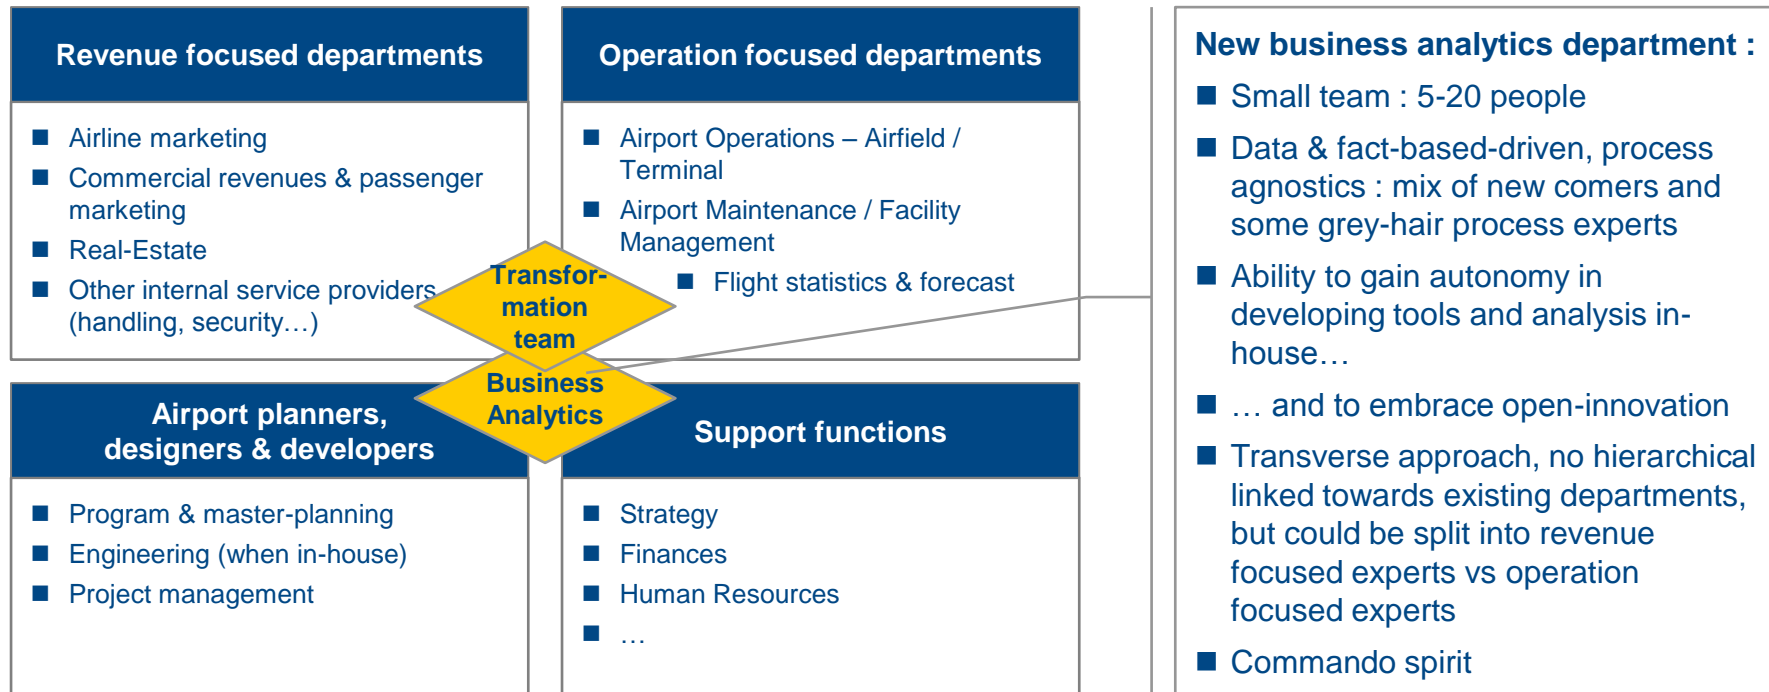 Revenue focused departments
Airline marketing
Commercial revenues & passenger
marketing
Real-Estate
Other internal service providers
(handling, security…)
Operation focused departments
Airport Operations – Airfield /
Terminal
Airport Maintenance / Facility
Management
Flight statistics & forecast
Transfor-
mation
team
Business
Analytics
Airport planners,
designers & developers
Program & master-planning
Engineering (when in-house)
Project management
Support functions
Strategy
Finances
Human Resources
…
New business analytics department :
Small team : 5-20 people
Data & fact-based-driven, process
agnostics : mix of new comers and
some grey-hair process experts
Ability to gain autonomy in
developing tools and analysis in-
house…
… and to embrace open-innovation
Transverse approach, no hierarchical
linked towards existing departments,
but could be split into revenue
focused experts vs operation
focused experts
Commando spirit